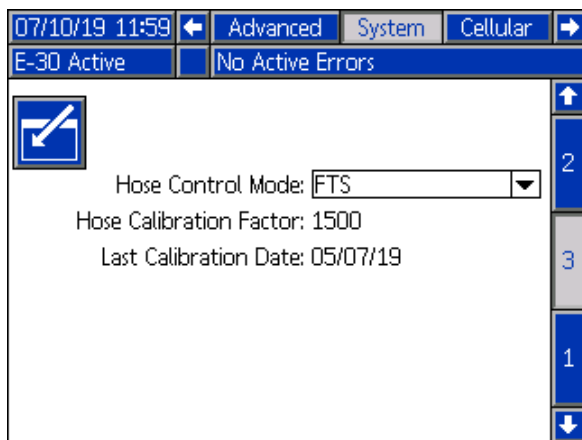 07/10/19 11:59 Advanced System Cellular
E-30 Active No Active Errors
2
Hose Control Mode: FTS
Hose Calibration Factor: 1500
Last Calibration Date: 05/07/19
3
1